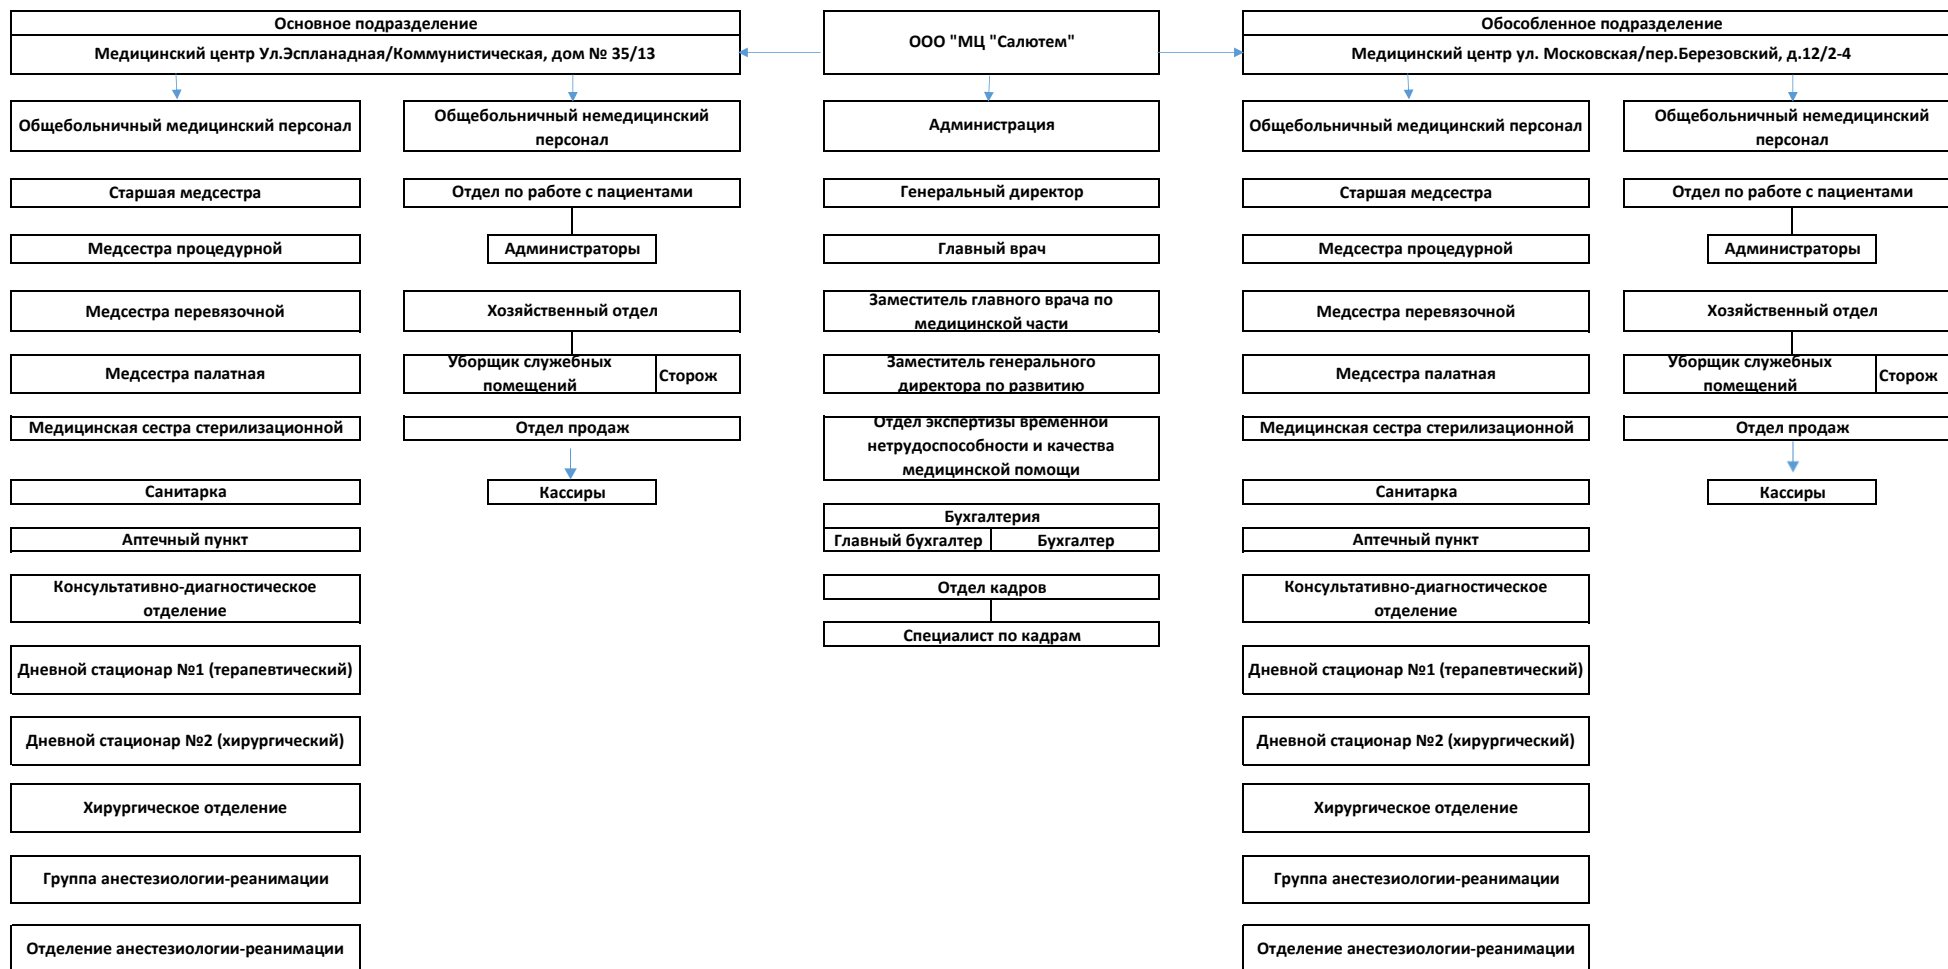 Основное подразделение
Медицинский центр Ул.Эспланадная/Коммунистическая, дом № 35/13
ООО "МЦ "Салютем"
Обособленное подразделение
Медицинский центр ул. Московская/пер.Березовский, д.12/2-4
Общебольничный медицинский персонал
Общебольничный немедицинский
персонал
Администрация
Общебольничный медицинский персонал
Общебольничный немедицинский
персонал
Старшая медсестра
Отдел по работе с пациентами
Генеральный директор
Старшая медсестра
Отдел по работе с пациентами
Медсестра процедурной
Администраторы
Главный врач
Медсестра процедурной
Администраторы
Медсестра перевязочной
Хозяйственный отдел
Заместитель главного врача по
медицинской части
Медсестра перевязочной
Хозяйственный отдел
Медсестра палатная
Уборщик служебных
помещений
Сторож
Заместитель генерального
директора по развитию
Медсестра палатная
Уборщик служебных
помещений
Сторож
Медицинская сестра стерилизационной
Отдел продаж
Отдел экспертизы временной
нетрудоспособности и качества
медицинской помощи
Медицинская сестра стерилизационной
Отдел продаж
Санитарка
Кассиры
Санитарка
Кассиры
Бухгалтерия
Главный бухгалтер
Бухгалтер
Аптечный пункт
Аптечный пункт
Консультативно-диагностическое
отделение
Отдел кадров
Специалист по кадрам
Консультативно-диагностическое
отделение
Дневной стационар №1 (терапевтический)
Дневной стационар №1 (терапевтический)
Дневной стационар №2 (хирургический)
Дневной стационар №2 (хирургический)
Хирургическое отделение
Хирургическое отделение
Группа анестезиологии-реанимации
Группа анестезиологии-реанимации
Отделение анестезиологии-реанимации
Отделение анестезиологии-реанимации